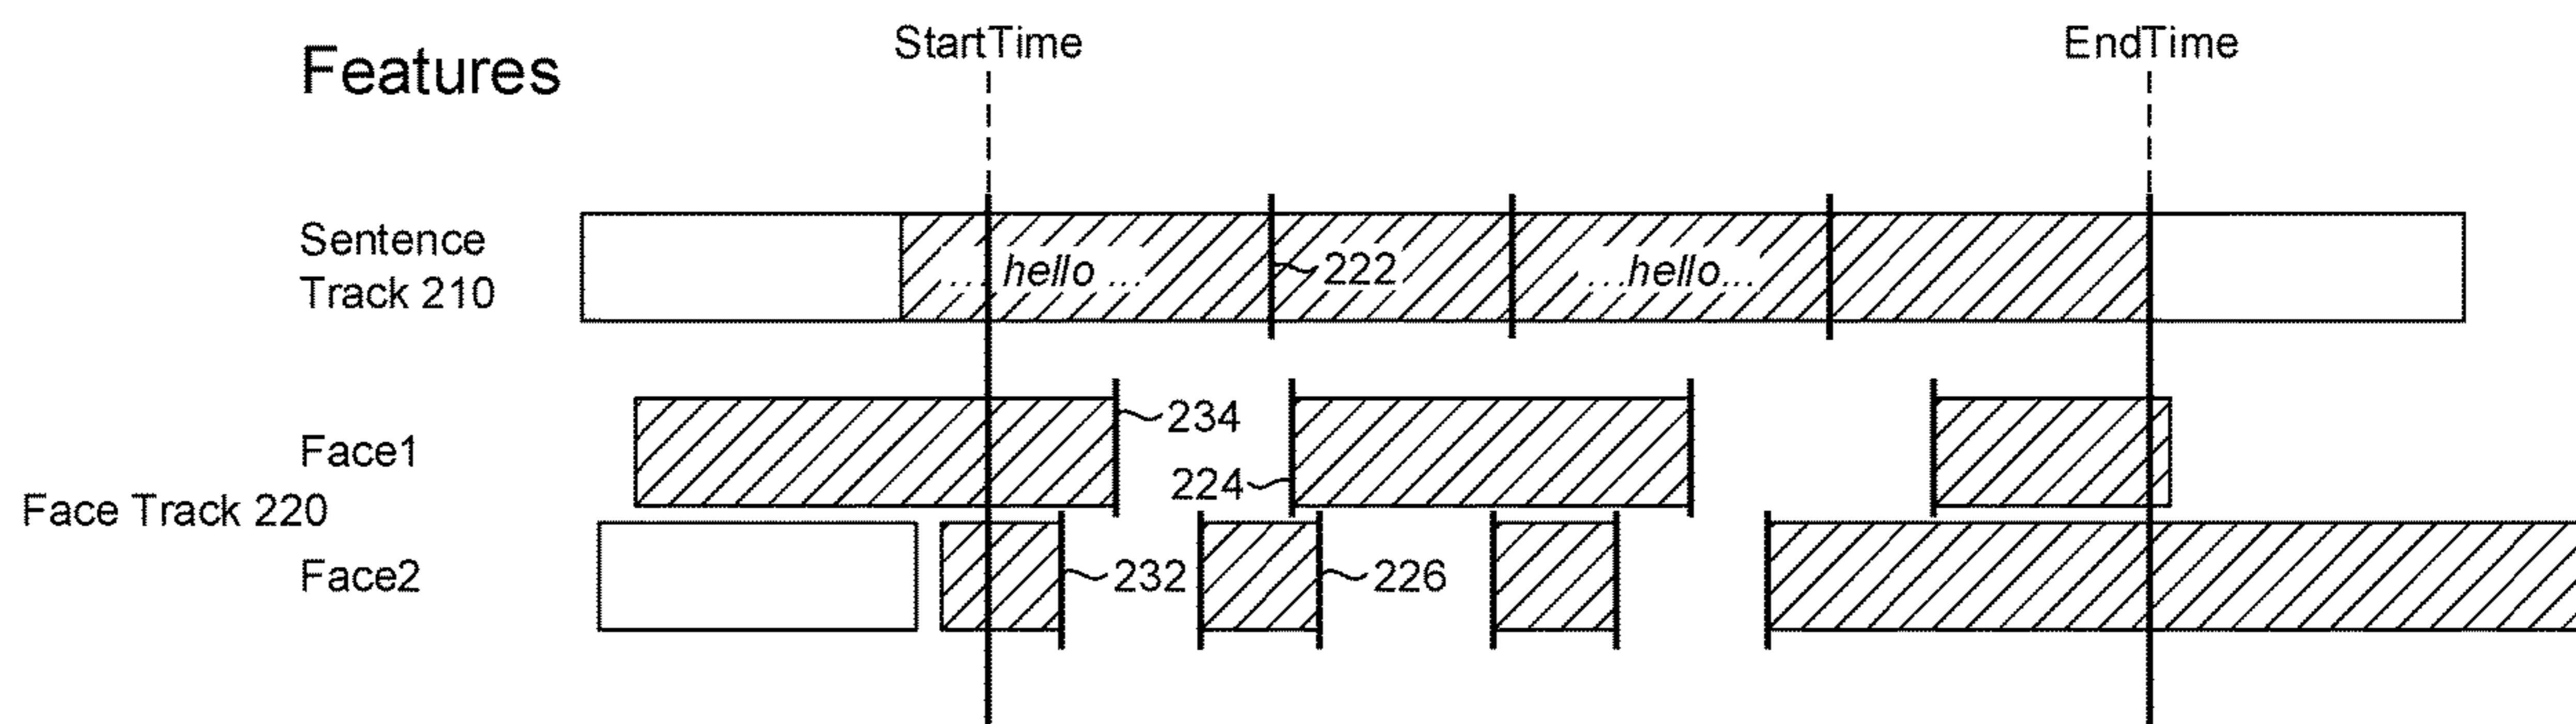 Features
StartTime
EndTime
Sentence
Track 210
... hello ...
222
...hello...
Face1
234
224
Face Track 220
Face2
232
226